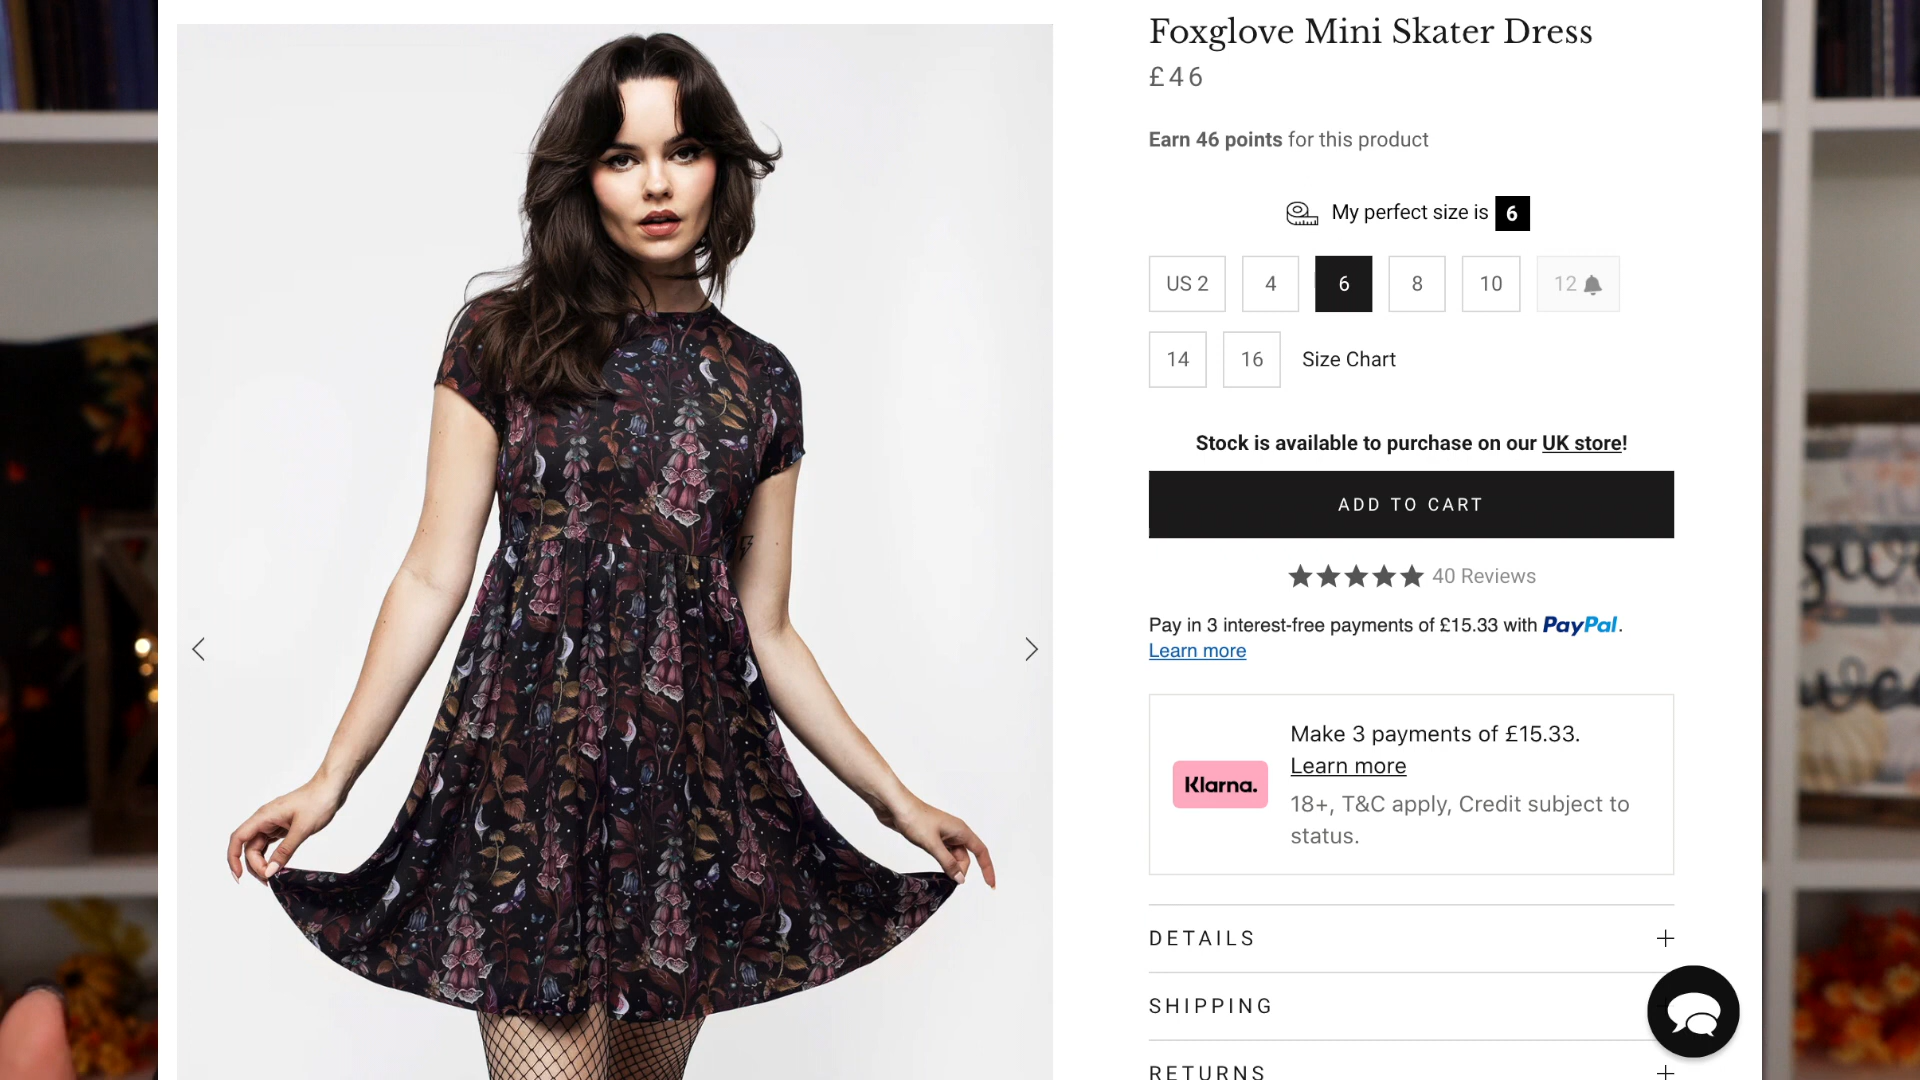 Foxglove Mini Skater Dress
£46
Earn 46 points for this product
My perfect size is 6
US 2 4 6 8 10 12
14 16 Size Chart
Stock is available to purchase on our UK store!
ADD TO CART
40 Reviews
Pay in 3 interest-free payments of £15.33 with PayPal.
Learn more
Klarna.
Make 3 payments of £15.33.
Learn more
18+, T&C apply, Credit subject to
status.
DETAILS
SHIPPING
RETURNS